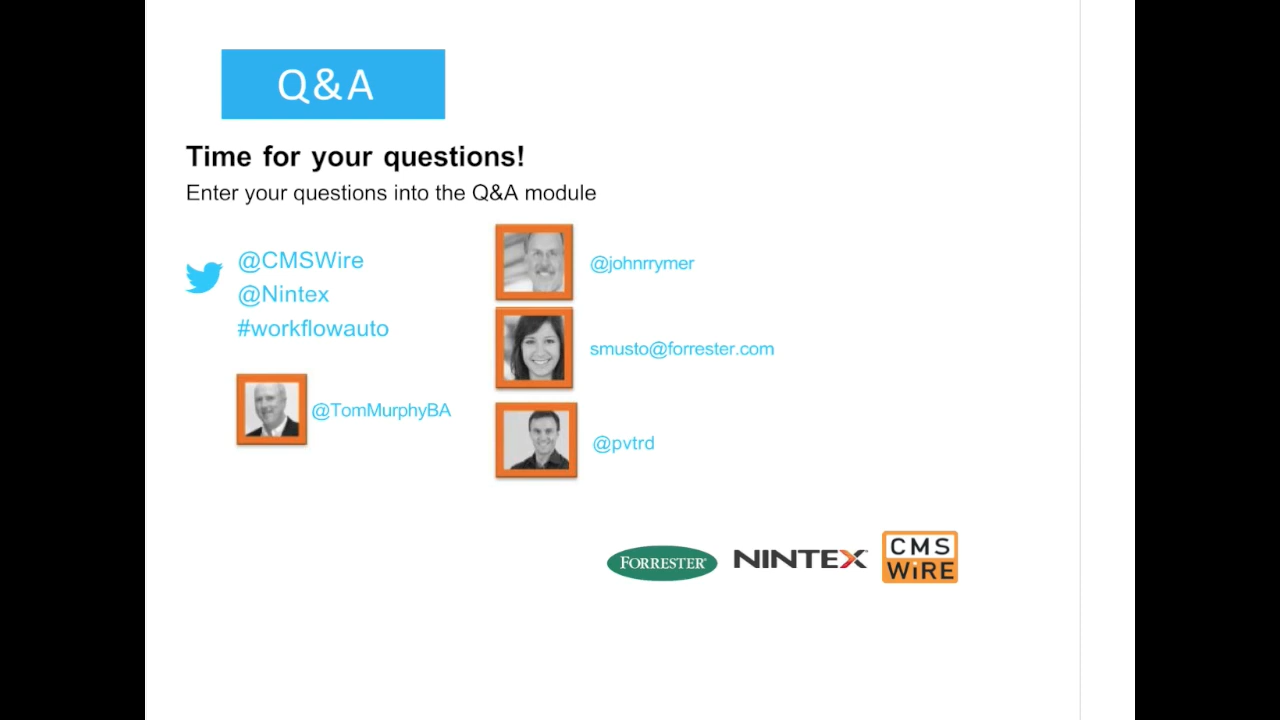 Q&A
Time for your questions!
Enter your questions into the Q&A module
@CMSWire
@Nintex
#workflowauto
@TomMurphyBA
@johnrrymer
smusto@forrester.com
@pvtrd
FORRESTER®
NINTEX
CMS
WiRE